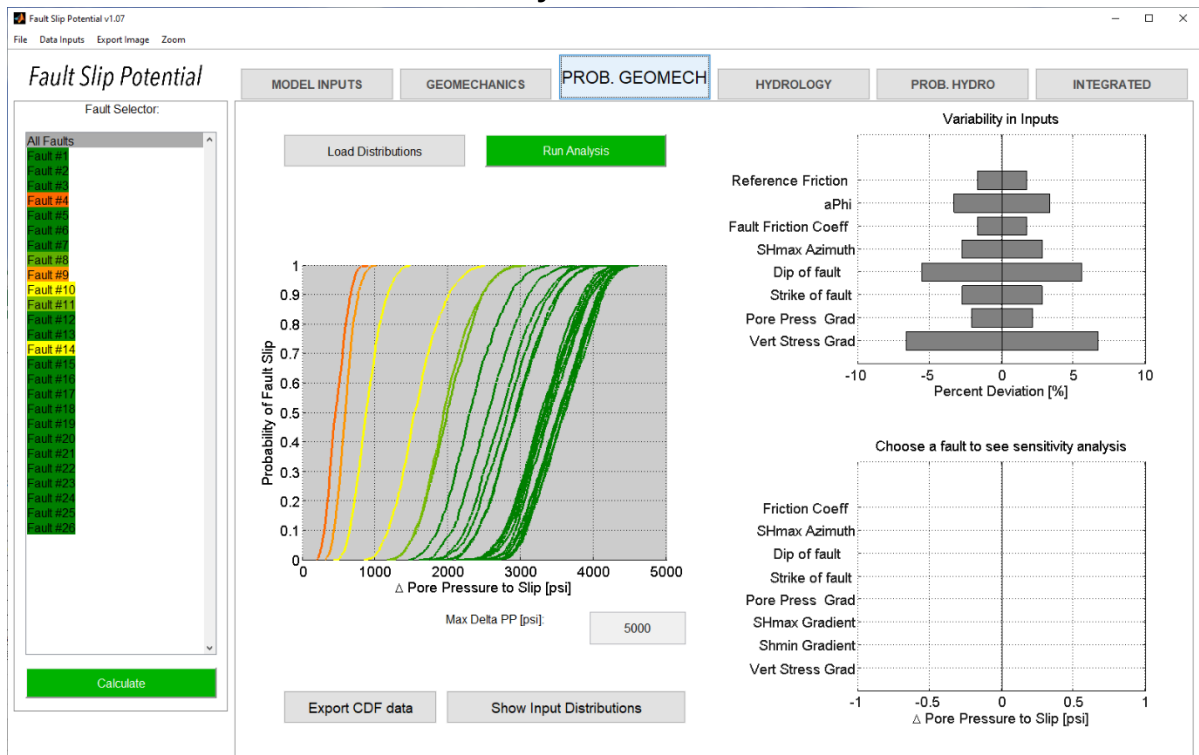 Fault Slip Potential v1.07
File Data Inputs Export Image Zoom
Fault Slip Potential
MODEL INPUTS
GEOMECHANICS
PROB. GEOMECH
HYDROLOGY
PROB. HYDRO
INTEGRATED
Fault Selector:
All Faults
Fault #1
Fault #2
Fault #3
Fault #4
Fault #5
Fault #6
Fault #7
Fault #8
Fault #9
Fault #10
Fault #11
Fault #12
Fault #13
Fault #14
Fault #15
Fault #16
Fault #17
Fault #18
Fault #19
Fault #20
Fault #21
Fault #22
Fault #23
Fault #24
Fault #25
Fault #26
Calculate
Load Distributions
Run Analysis
Probability of Fault Slip
1
0.9
0.8
0.7
0.6
0.5
0.4
0.3
0.2
0.1
0
0 1000 2000 3000 4000 5000
Δ Pore Pressure to Slip [psi]
Max Delta PP [psi]:
5000
Export CDF data
Show Input Distributions
Variability in Inputs
Reference Friction
aPhi
Fault Friction Coeff
SHmax Azimuth
Dip of fault
Strike of fault
Pore Press Grad
Vert Stress Grad
-10 -5 0 5 10
Percent Deviation [%]
Choose a fault to see sensitivity analysis
Friction Coeff
SHmax Azimuth
Dip of fault
Strike of fault
Pore Press Grad
SHmax Gradient
Shmin Gradient
Vert Stress Grad
-1 -0.5 0 0.5 1
Δ Pore Pressure to Slip [psi]